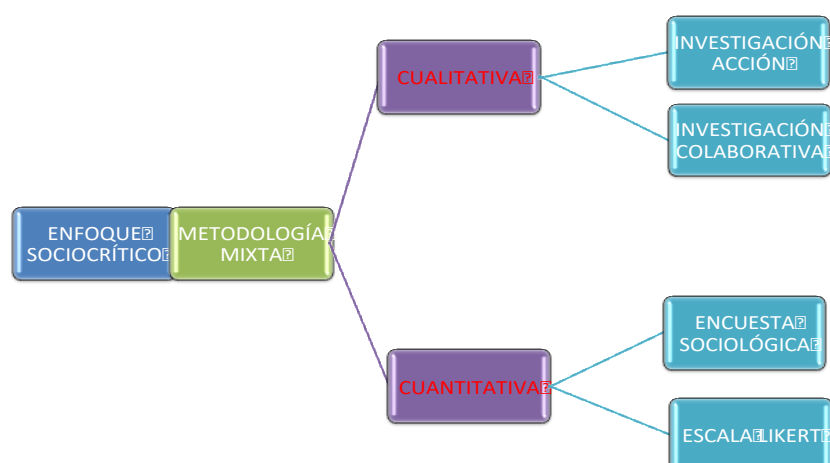 ENFOQUE
SOCIOCRÍTICO
METODOLOGÍA
MIXTA
CUALITATIVA
INVESTIGACIÓN
ACCIÓN
INVESTIGACIÓN
COLABORATIVA
CUANTITATIVA
ENCUESTA
SOCIOLÓGICA
ESCALA LIKERT